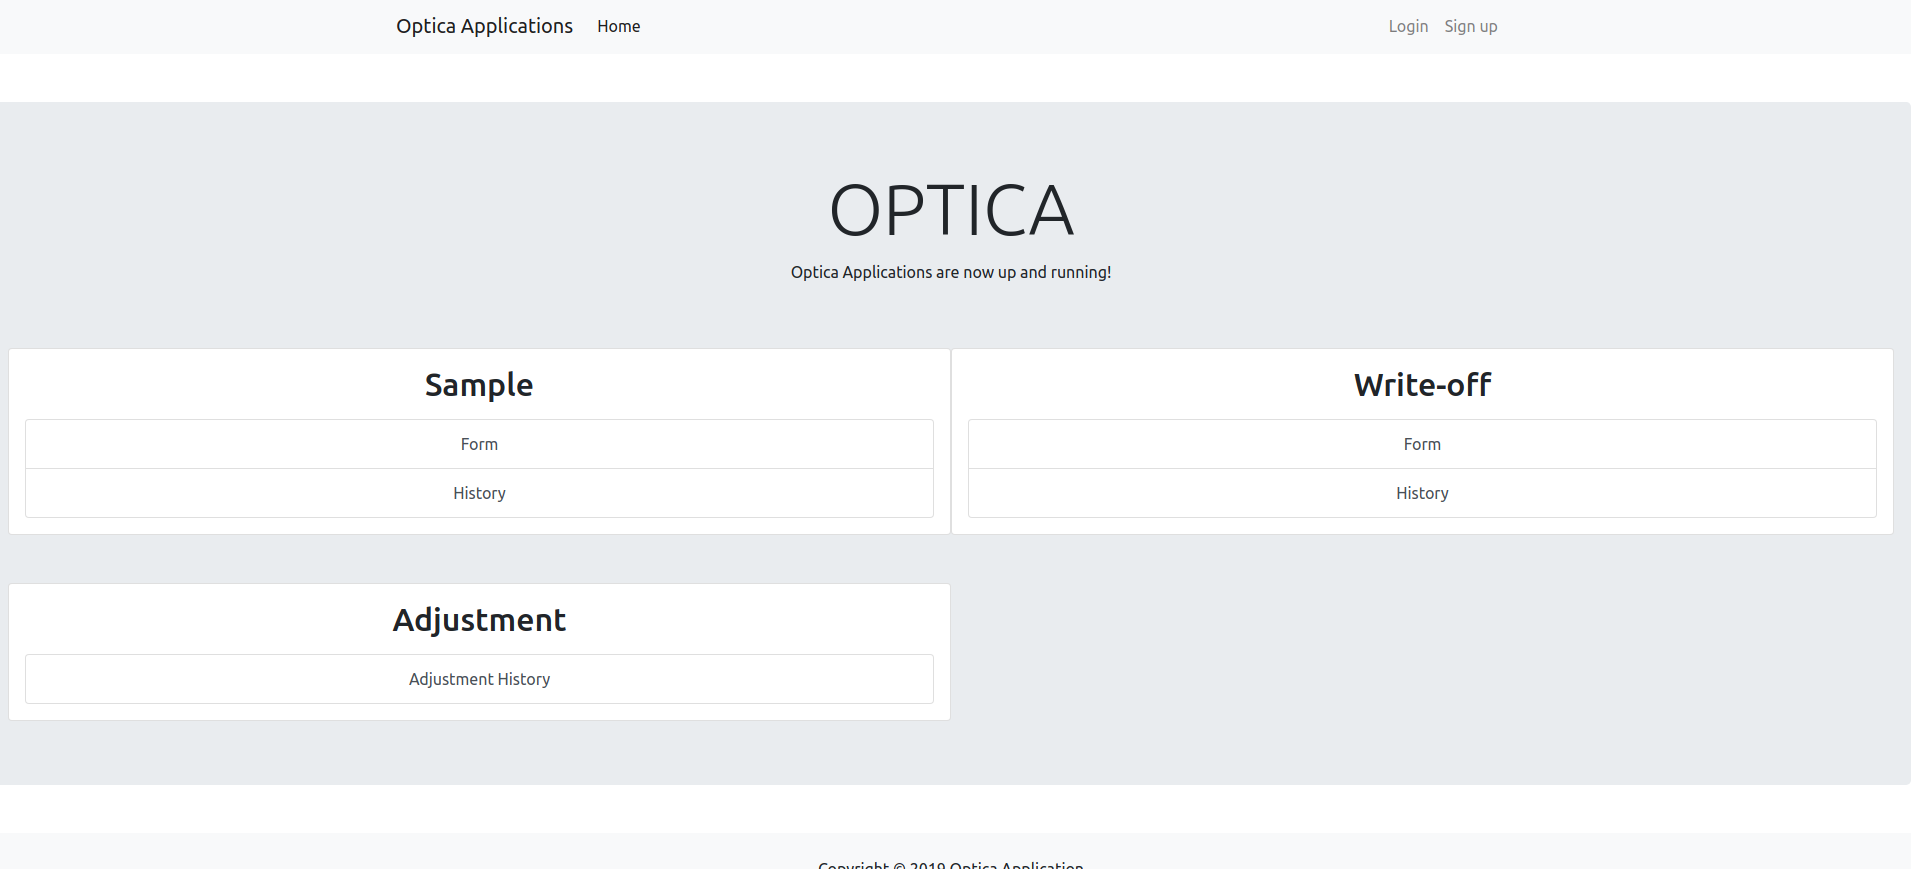 Optica Applications Home Login Sign up
OPTICA
Optica Applications are now up and running!
Sample
Form
History
Write-off
Form
History
Adjustment
Adjustment History
Copyright © 2019 Optica Application